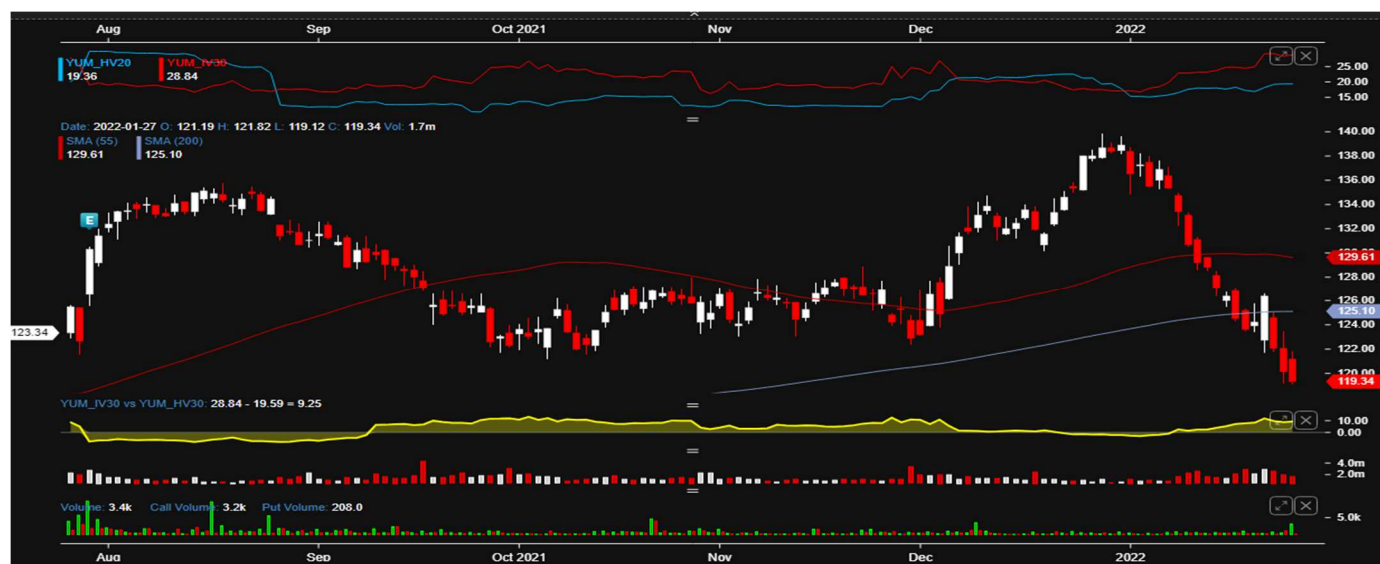 Aug Sep Oct 2021 Nov Dec 2022
YUM_HV20 YUM_IV30
19.36 28.84
25.00
20.00
15.00
Date: 2022-01-27 O: 121.19 H: 121.82 L: 119.12 C: 119.34 Vol: 1.7m
SMA (55) SMA (200)
129.61 125.10
140.00
138.00
136.00
134.00
E
132.00
129.61
128.00
126.00
125.10
124.00
123.34
122.00
120.00
119.34
YUM_IV30 vs YUM_HV30: 28.84 - 19.59 = 9.25
10.00
0.00
4.0m
2.0m
Volume: 3.4k Call Volume: 3.2k Put Volume: 208.0
5.0k
Aug Sep Oct 2021 Nov Dec 2022